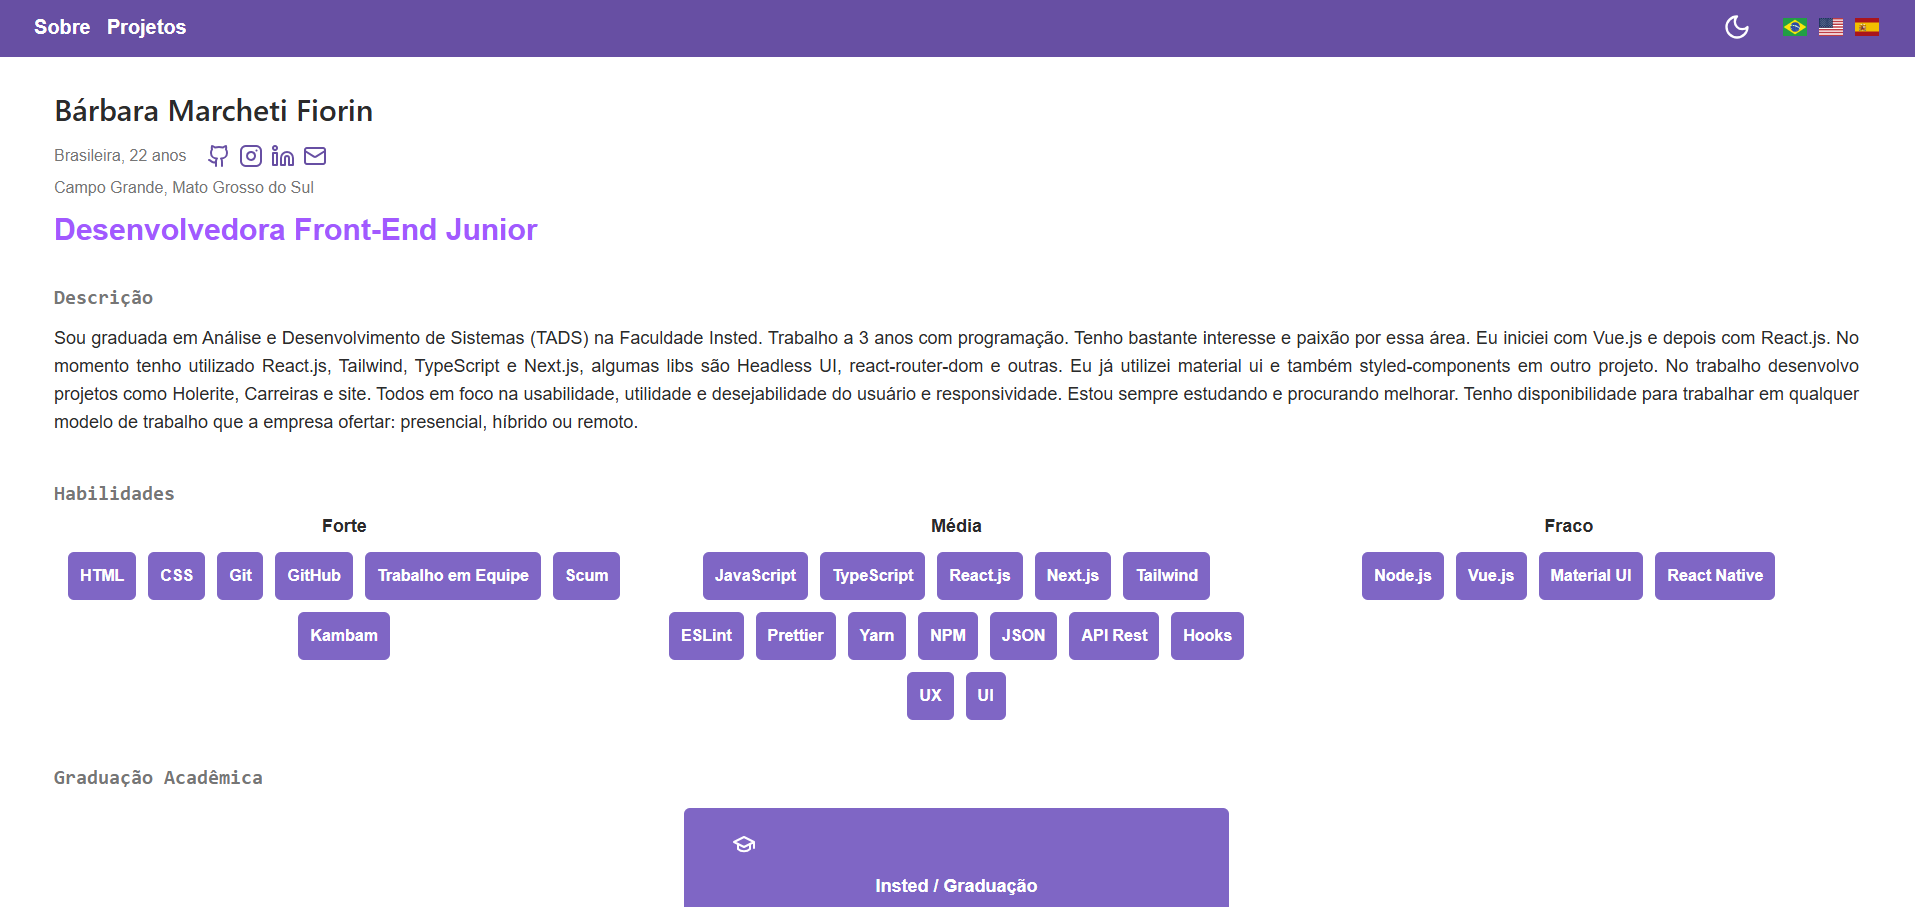 Sobre Projetos
Bárbara Marcheti Fiorin
Brasileira, 22 anos
Campo Grande, Mato Grosso do Sul
Desenvolvedora Front-End Junior
Descrição
Sou graduada em Análise e Desenvolvimento de Sistemas (TADS) na Faculdade Insted. Trabalho a 3 anos com programação. Tenho bastante interesse e paixão por essa área. Eu iniciei com Vue.js e depois com React.js. No
momento tenho utilizado React.js, Tailwind, TypeScript e Next.js, algumas libs são Headless UI, react-router-dom e outras. Eu já utilizei material ui e também styled-components em outro projeto. No trabalho desenvolvo
projetos como Holerite, Carreiras e site. Todos em foco na usabilidade, utilidade e desejabilidade do usuário e responsividade. Estou sempre estudando e procurando melhorar. Tenho disponibilidade para trabalhar em qualquer
modelo de trabalho que a empresa ofertar: presencial, híbrido ou remoto.
Habilidades
Forte
HTML CSS Git GitHub Trabalho em Equipe Scum
Kambam
Média
JavaScript TypeScript React.js Next.js Tailwind
ESLint Prettier Yarn NPM JSON API Rest Hooks
UX UI
Fraco
Node.js Vue.js Material UI React Native
Graduação Acadêmica
Insted / Graduação